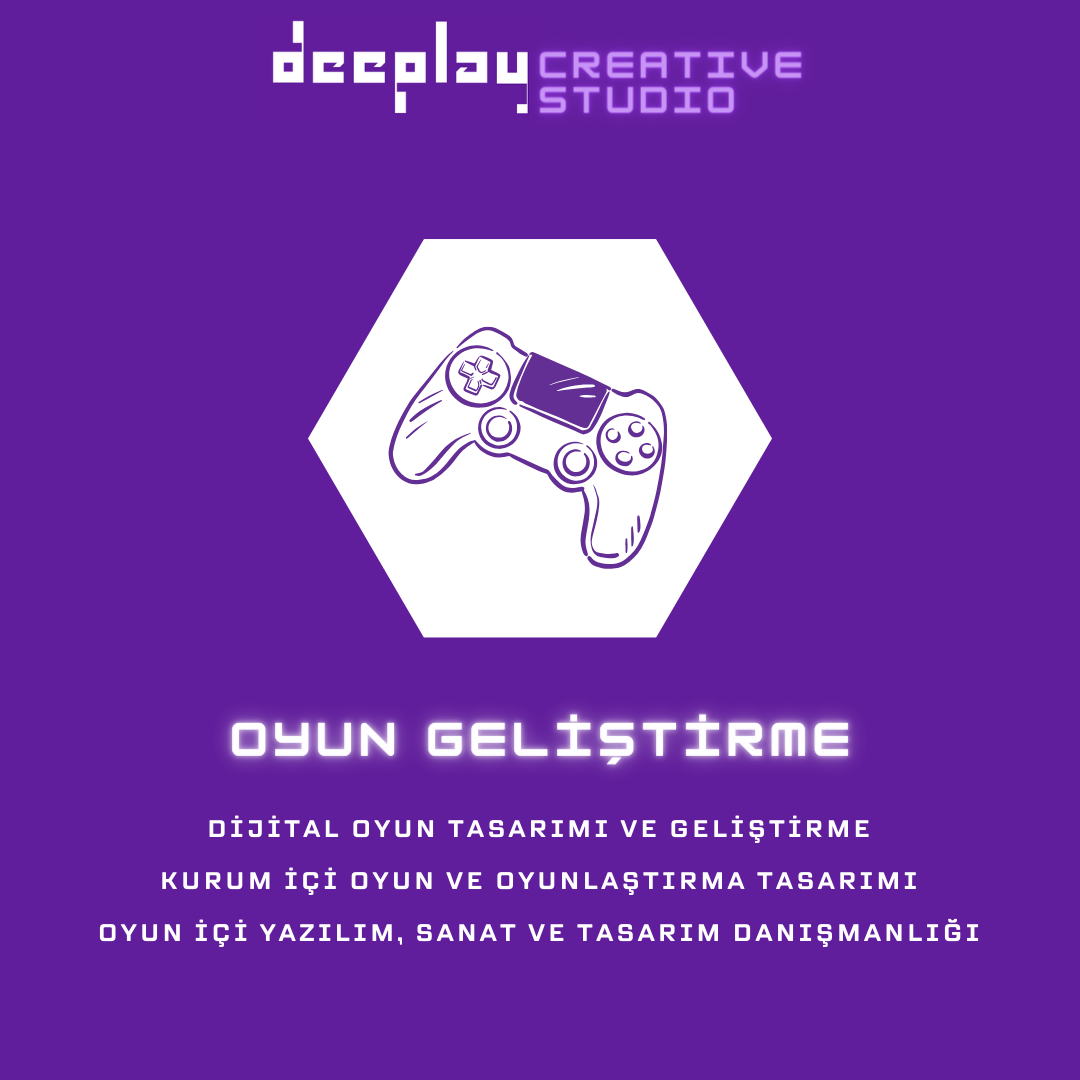 deeplay CREATIVE
STUDIO
OYUN GELİŞTİRME
DİJİTAL OYUN TASARIMI VE GELİŞTİRME
KURUM İÇİ OYUN VE OYUNLAŞTIRMA TASARIMI
OYUN İÇİ YAZILIM, SANAT VE TASARIM DANIŞMANLIĞI